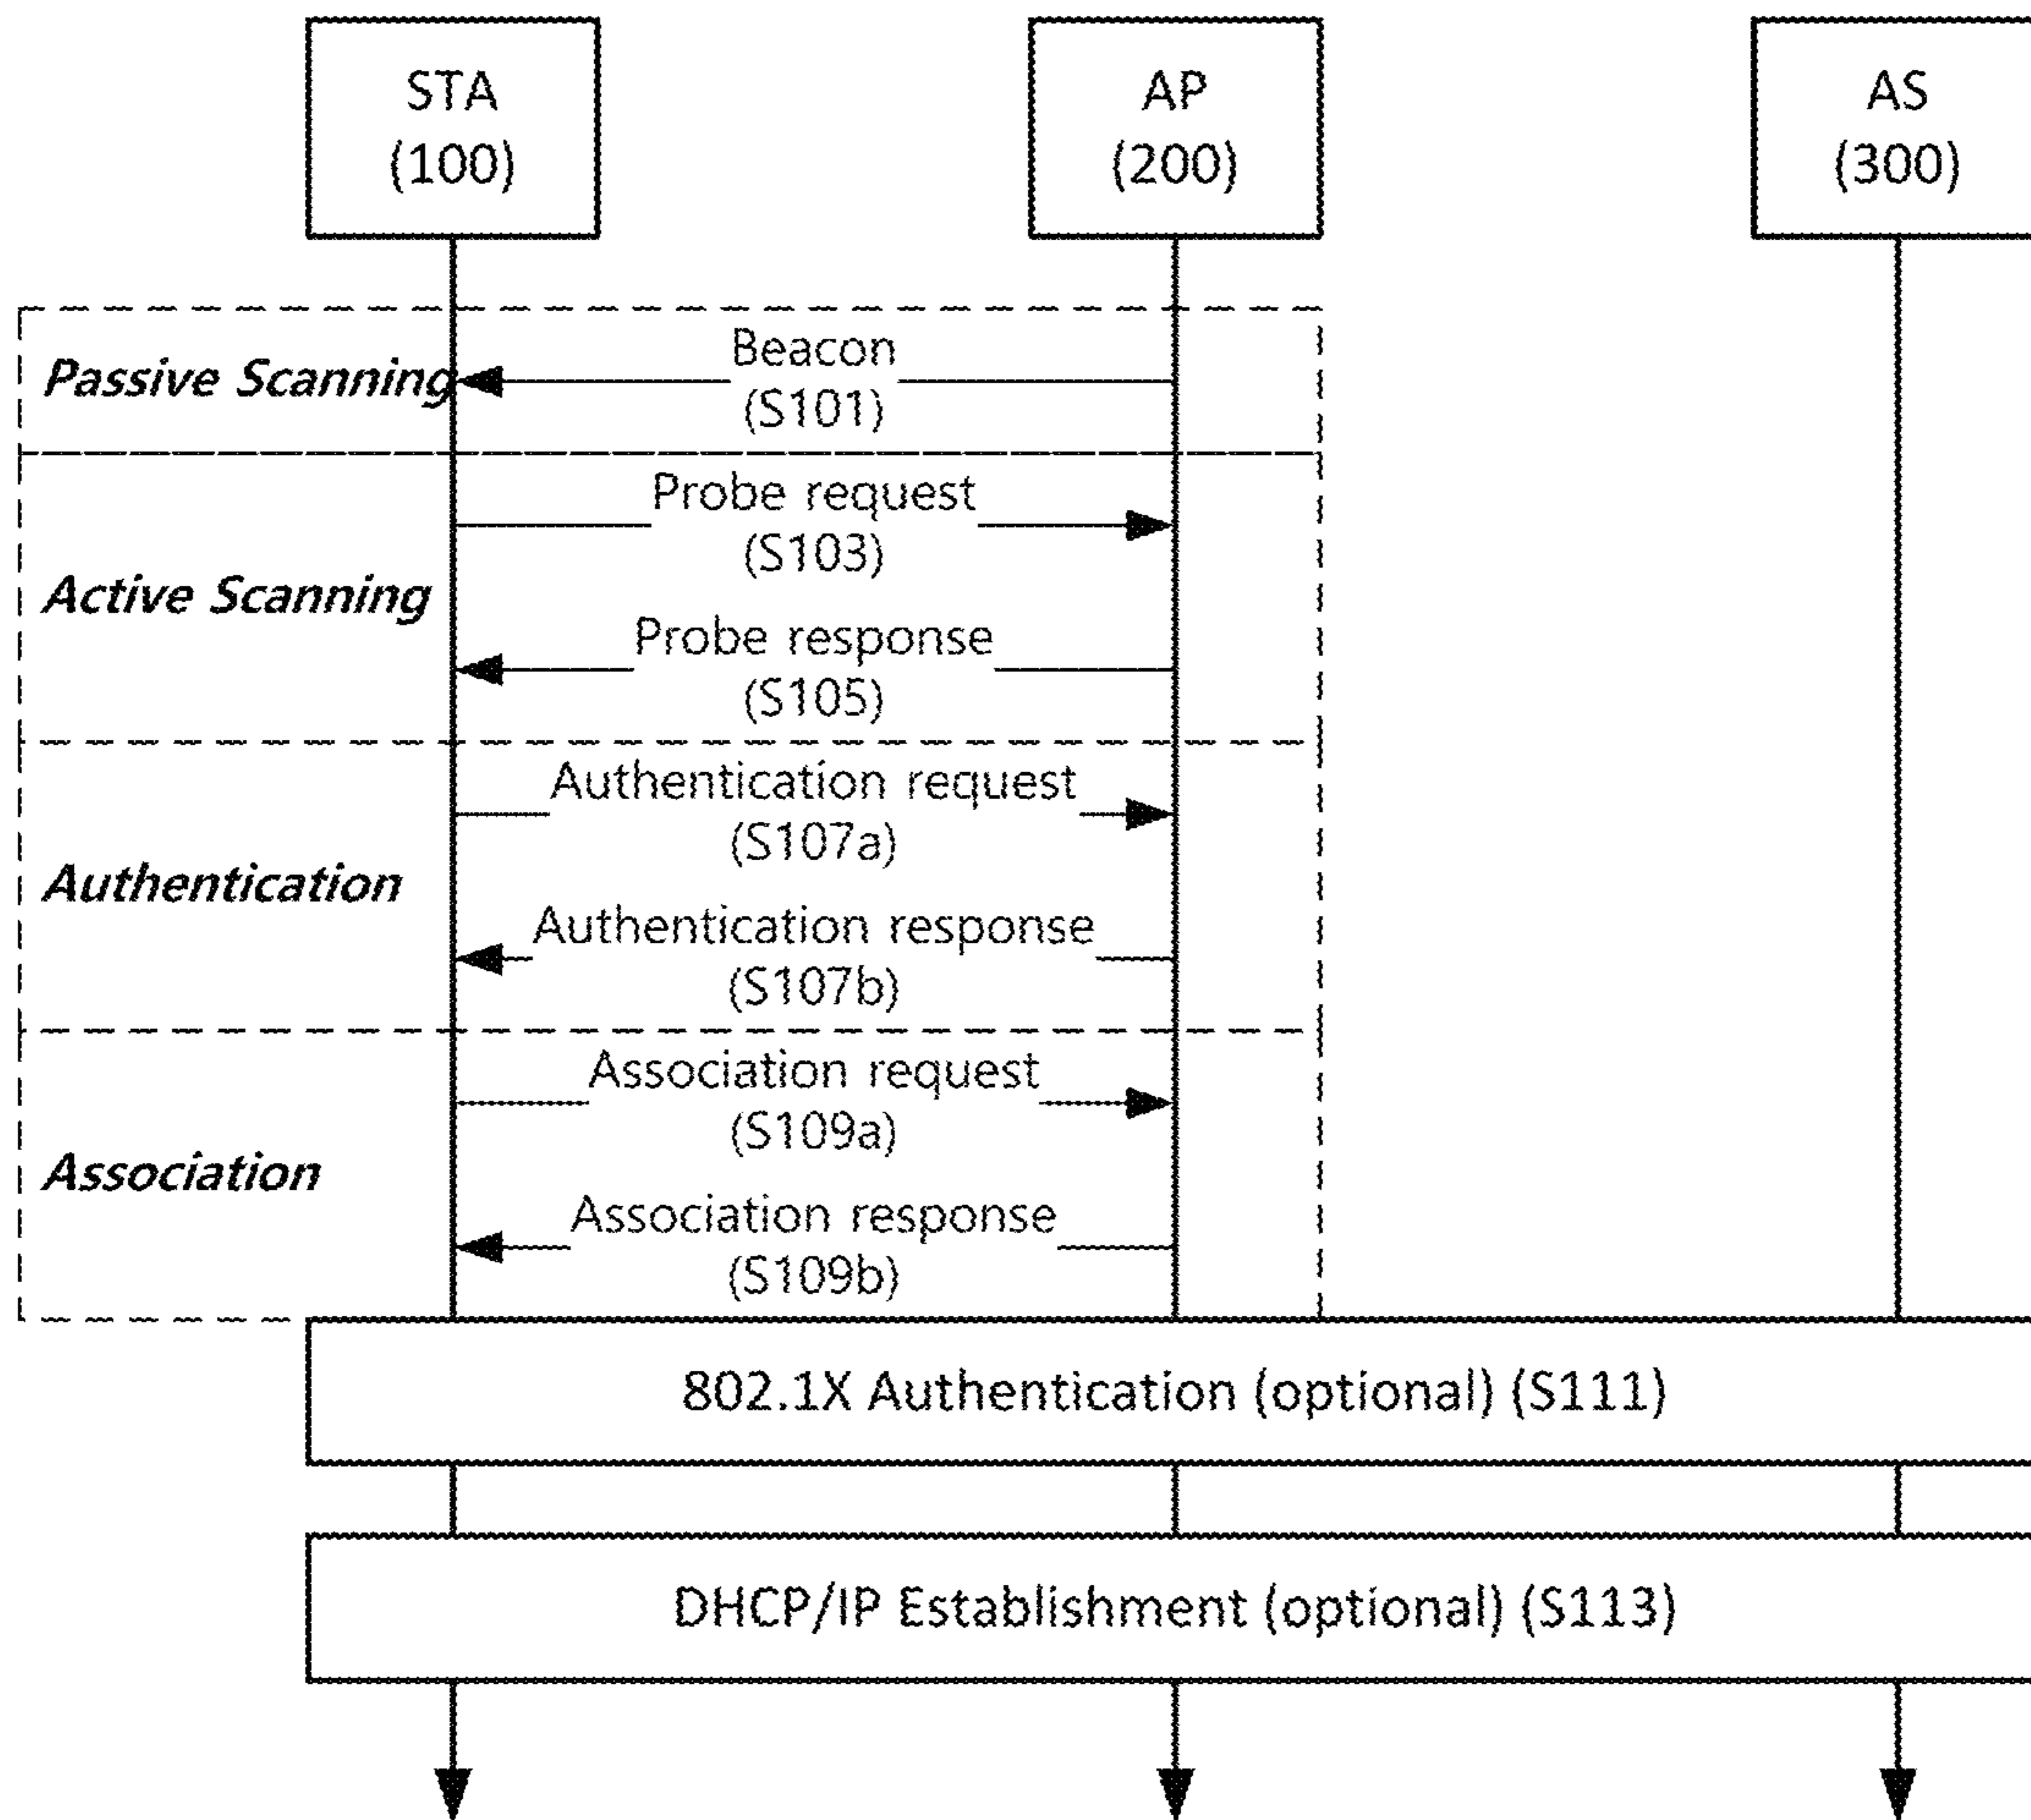 STA
(100)
AP
(200)
AS
(300)
Passive Scanning
Beacon
(S101)
Active Scanning
Probe request
(S103)
Probe response
(S105)
Authentication
Authentication request
(S107a)
Authentication response
(S107b)
Association
Association request
(S109a)
Association response
(S109b)
802.1X Authentication (optional) (S111)
DHCP/IP Establishment (optional) (S113)